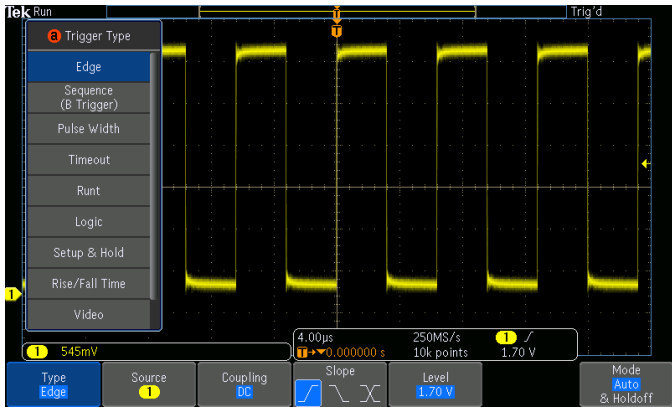 Tek Run
Trig'd
T
T
a Trigger Type
Edge
Sequence
(B Trigger)
Pulse Width
Timeout
Runt
Logic
Setup & Hold
Rise/Fall Time
Video
1
1 545mV
4.00µs 250MS/s 1
T 0.000000 s 10k points 1.70 V
Type
Edge
Source
1
Coupling
DC
Slope
Level
1.70 V
Mode
Auto
& Holdoff